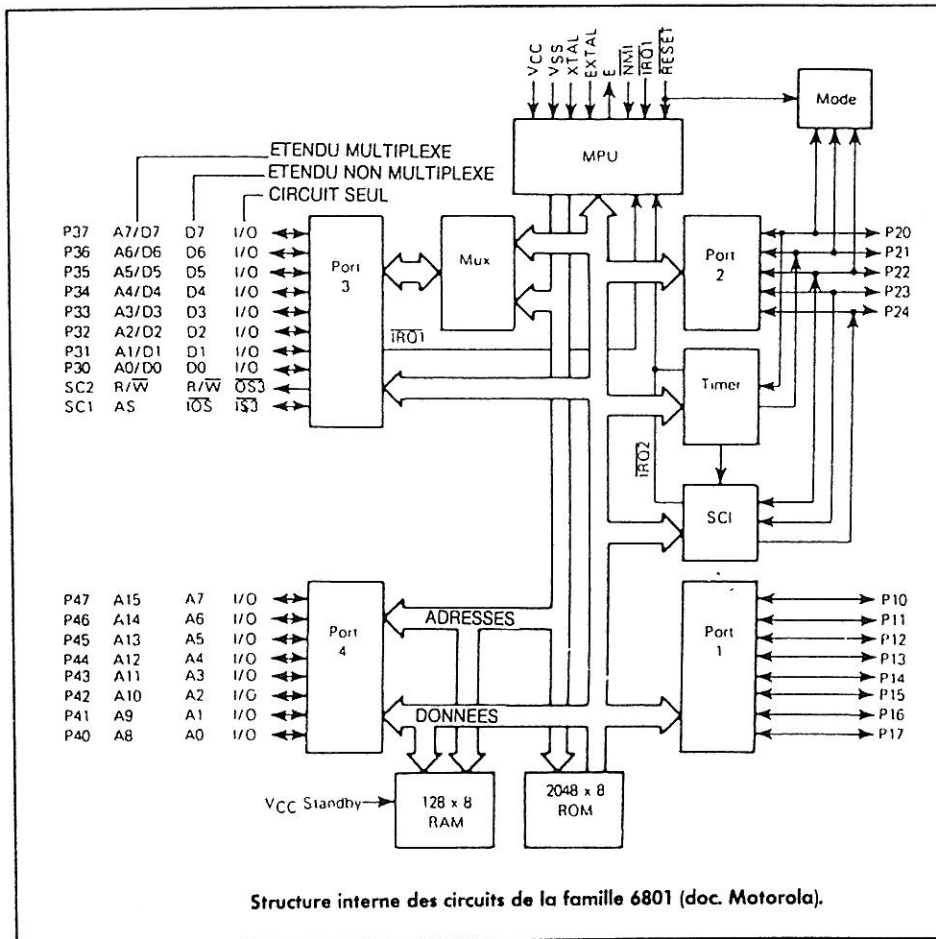 VCC
VSS
XTAL
EXTAL
E
NMI
IRQ1
RESET
Mode
MPU
ETENDU MULTIPLEXE
ETENDU NON MULTIPLEXE
CIRCUIT SEUL
P37 A7/D7 D7 I/O
P36 A6/D6 D6 I/O
P35 A5/D5 D5 I/O
P34 A4/D4 D4 I/O
P33 A3/D3 D3 I/O
P32 A2/D2 D2 I/O
P31 A1/D1 D1 I/O
P30 A0/D0 D0 I/O
SC2 R/W R/W OS3
SC1 AS IOS IS3
Port
3
Mux
IRQ1
Port
2
P20
P21
P22
P23
P24
Timer
IRQ2
SCI
P47 A15 A7 I/O
P46 A14 A6 I/O
P45 A13 A5 I/O
P44 A12 A4 I/O
P43 A11 A3 I/O
P42 A10 A2 I/O
P41 A9 A1 I/O
P40 A8 A0 I/O
Port
4
ADRESSES
DONNEES
Port
1
P10
P11
P12
P13
P14
P15
P16
P17
VCC Standby
128 x 8
RAM
2048 x 8
ROM
Structure interne des circuits de la famille 6801 (doc. Motorola).